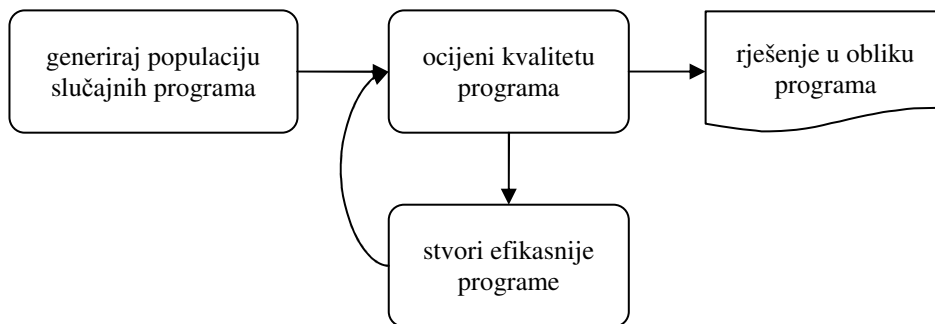 generiraj populaciju
slučajnih programa
ocijeni kvalitetu
programa
rješenje u obliku
programa
stvori efikasnije
programe